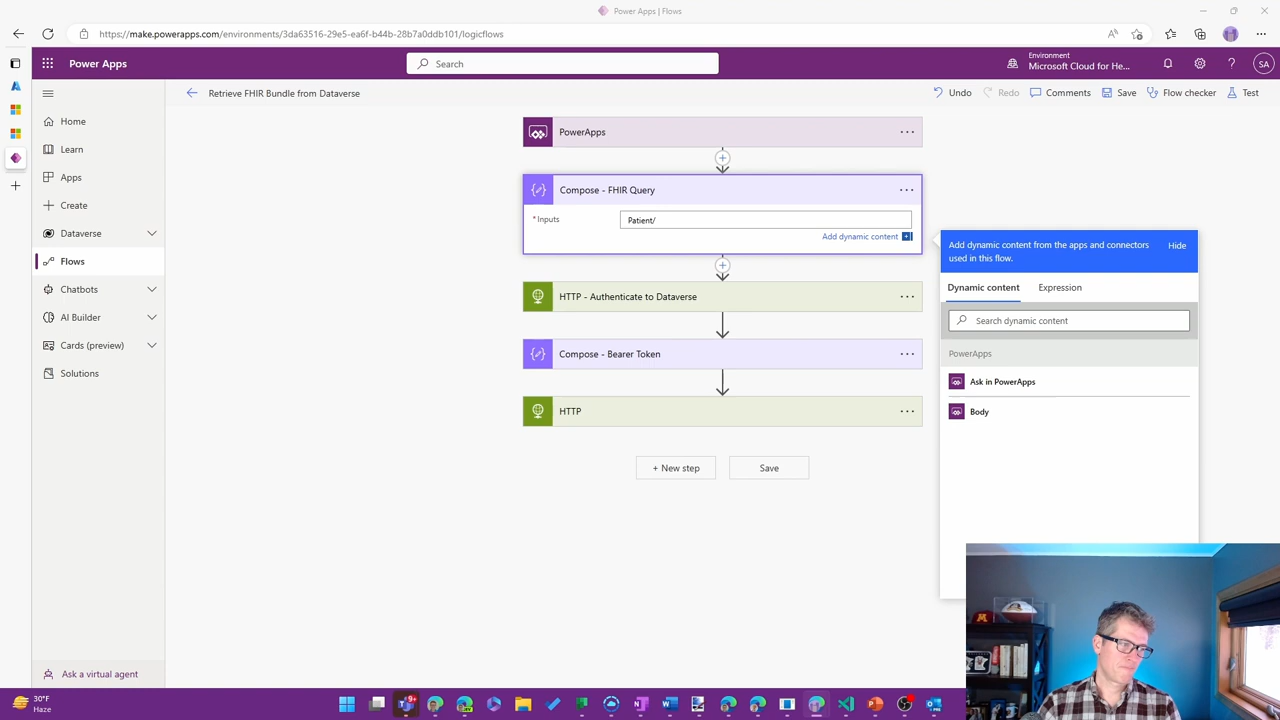 Power Apps | Flows
https://make.powerapps.com/environments/3da63516-29e5-ea6f-b44b-28b7a0ddb101/logicflows
Power Apps
Search
Environment
Microsoft Cloud for He...
SA
Retrieve FHIR Bundle from Dataverse
Undo
Redo
Comments
Save
Flow checker
Test
Home
Learn
Apps
Create
Dataverse
Flows
Chatbots
AI Builder
Cards (preview)
Solutions
Ask a virtual agent
PowerApps
Compose - FHIR Query
* Inputs
Patient/
Add dynamic content
HTTP - Authenticate to Dataverse
Compose - Bearer Token
HTTP
+ New step
Save
Add dynamic content from the apps and connectors
used in this flow.
Hide
Dynamic content
Expression
Search dynamic content
PowerApps
Ask in PowerApps
Body
30°F
Haze
9+